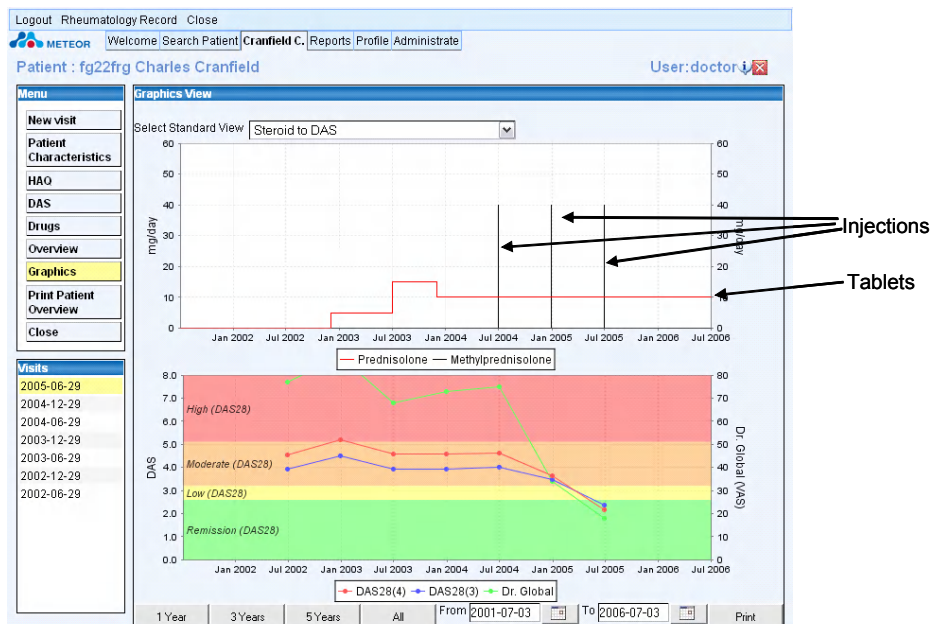 Logout Rheumatology Record Close
METEOR Welcome Search Patient Cranfield C. Reports Profile Administrate
Patient : fg22frg Charles Cranfield User:doctor
Menu
New visit
Patient
Characteristics
HAQ
DAS
Drugs
Overview
Graphics
Print Patient
Overview
Close
Visits
2005-06-29
2004-12-29
2004-06-29
2003-12-29
2003-06-29
2002-12-29
2002-06-29
Graphics View
Select Standard View Steroid to DAS
60 60
50 50
40 40
30 30
20 20
10 10
0 0
mg/day
mg/day
Jan 2002 Jul 2002 Jan 2003 Jul 2003 Jan 2004 Jul 2004 Jan 2005 Jul 2005 Jan 2006 Jul 2006
Prednisolone Methylprednisolone
Injections
Tablets
8.0 80
7.0 70
6.0 60
5.0 50
4.0 40
3.0 30
2.0 20
1.0 10
0.0 0
DAS
Dr. Global (VAS)
High (DAS28)
Moderate (DAS28)
Low (DAS28)
Remission (DAS28)
Jan 2002 Jul 2002 Jan 2003 Jul 2003 Jan 2004 Jul 2004 Jan 2005 Jul 2005 Jan 2006 Jul 2006
DAS28(4) DAS28(3) Dr. Global
1 Year 3 Years 5 Years All From 2001-07-03 To 2006-07-03 Print